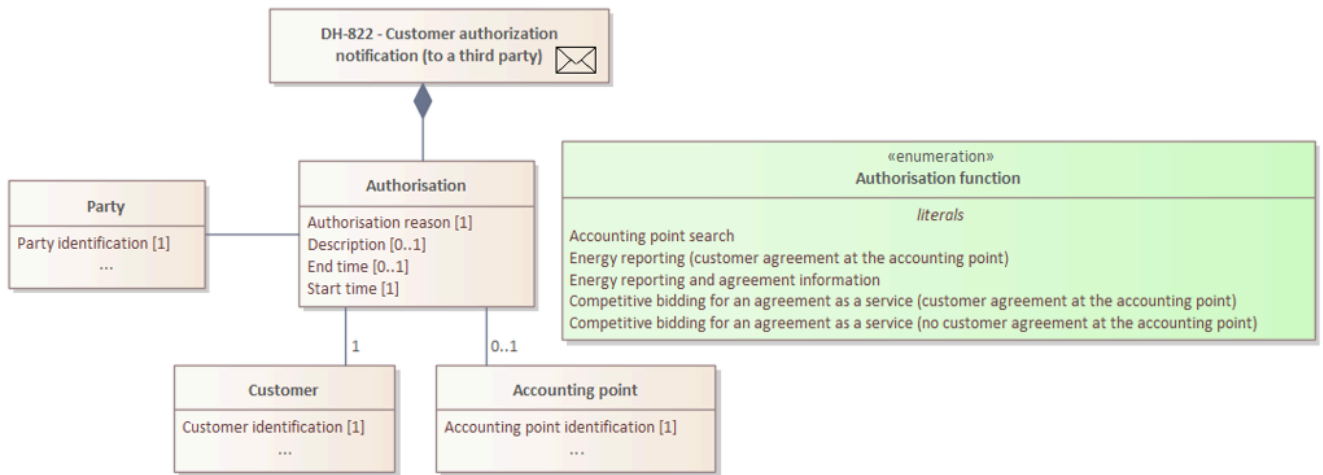 DH-822 - Customer authorization
notification (to a third party)
«enumeration»
Authorisation function
literals
Accounting point search
Energy reporting (customer agreement at the accounting point)
Energy reporting and agreement information
Competitive bidding for an agreement as a service (customer agreement at the accounting point)
Competitive bidding for an agreement as a service (no customer agreement at the accounting point)
Authorisation
Authorisation reason [1]
Description [0..1]
End time [0..1]
Start time [1]
Party
Party identification [1]
...
1
0..1
Customer
Customer identification [1]
...
Accounting point
Accounting point identification [1]
...